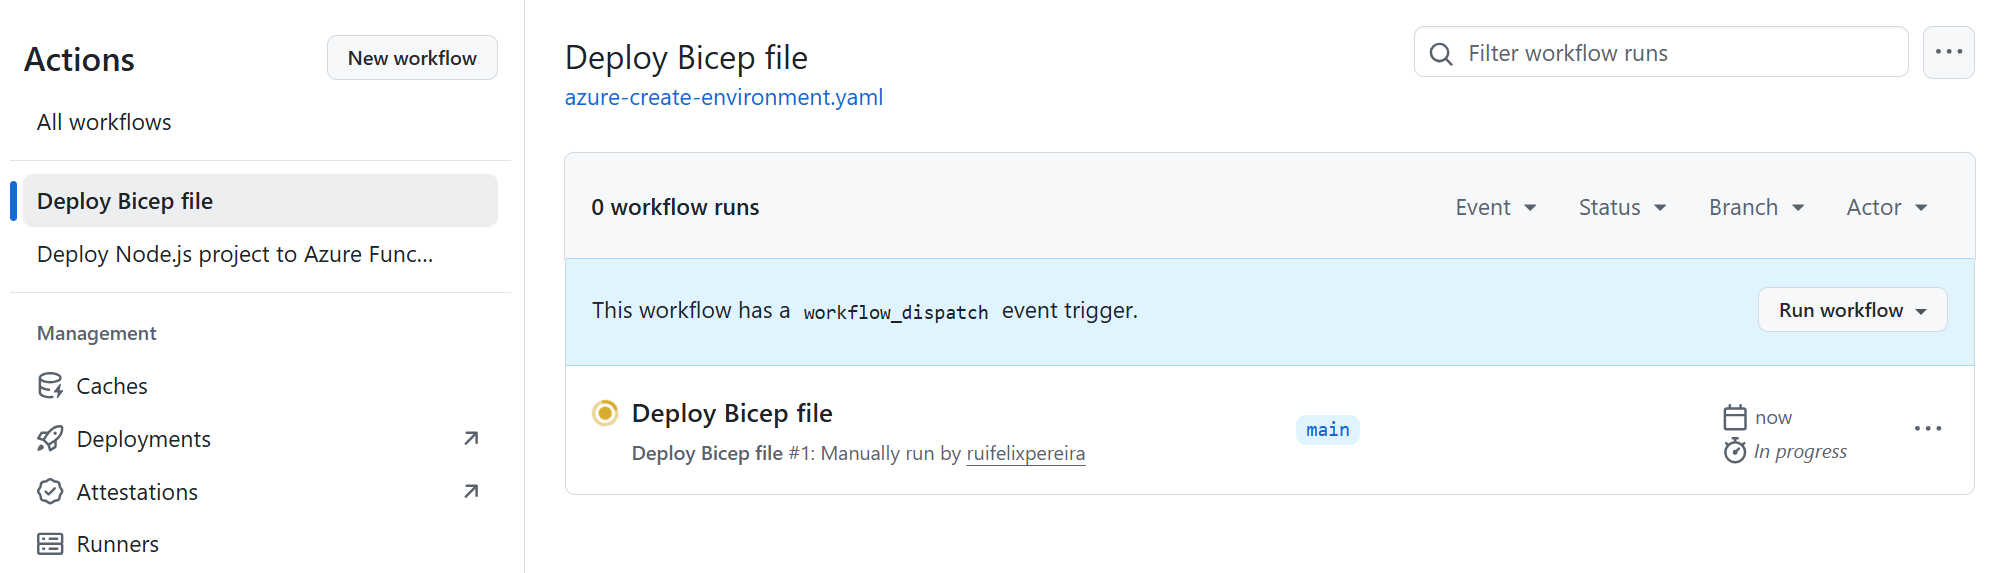 Actions
New workflow
All workflows
Deploy Bicep file
Deploy Node.js project to Azure Func...
Management
Caches
Deployments
Attestations
Runners
Deploy Bicep file
azure-create-environment.yaml
Filter workflow runs
0 workflow runs
Event
Status
Branch
Actor
This workflow has a workflow_dispatch event trigger.
Run workflow
Deploy Bicep file
Deploy Bicep file #1: Manually run by ruifelixpereira
main
now
In progress